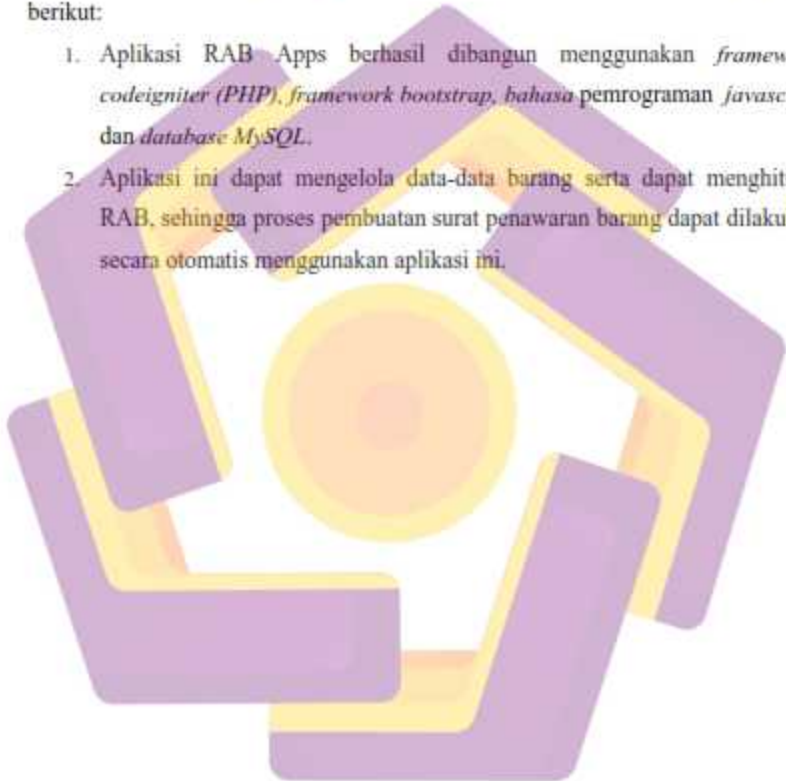 berikut:
1. Aplikasi RAB Apps berhasil dibangun menggunakan framew
codeigniter (PHP), framework bootstrap, bahasa pemrograman javasc
dan database MySQL.
2. Aplikasi ini dapat mengelola data-data barang serta dapat menghit
RAB, sehingga proses pembuatan surat penawaran barang dapat dilaku
secara otomatis menggunakan aplikasi ini.